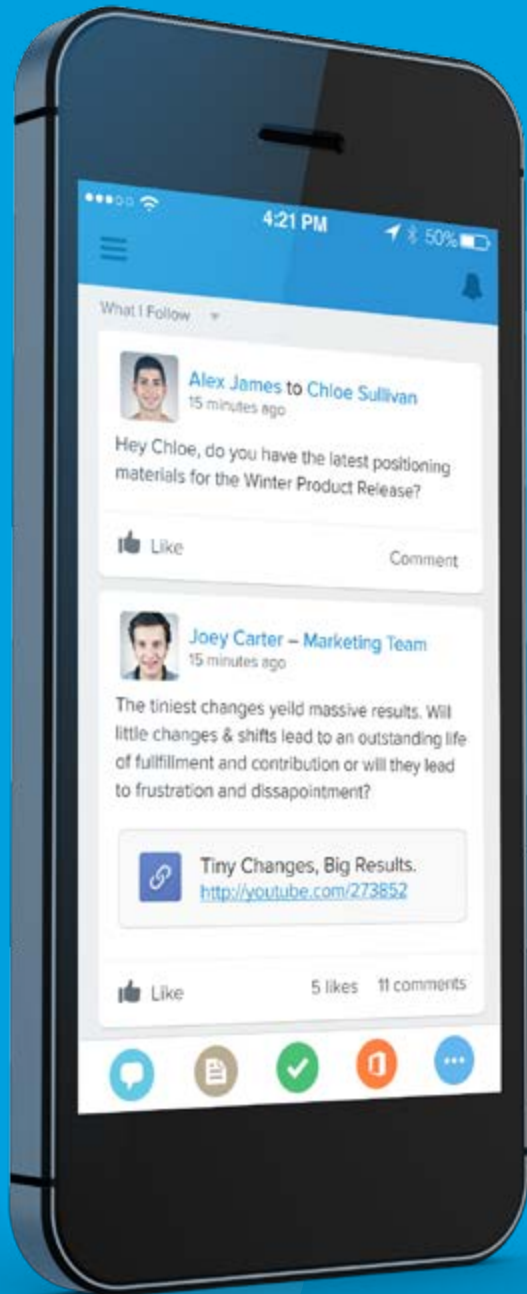 4:21 PM
50%
What I Follow
Alex James to Chloe Sullivan
15 minutes ago
Hey Chloe, do you have the latest positioning
materials for the Winter Product Release?
Like
Comment
Joey Carter – Marketing Team
15 minutes ago
The tiniest changes yeild massive results. Will
little changes & shifts lead to an outstanding life
of fullfillment and contribution or will they lead
to frustration and dissapointment?
Tiny Changes, Big Results.
http://youtube.com/273852
Like
5 likes 11 comments